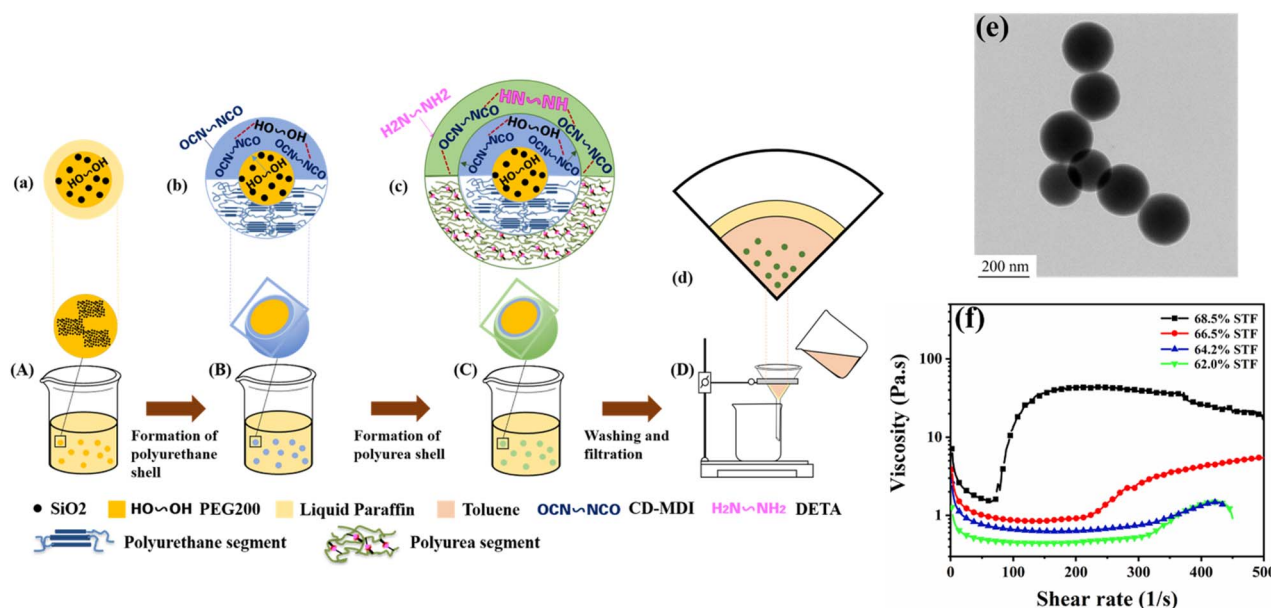 (a)
HO∽OH
(b)
OCN∽NCO
HO∽OH
OCN∽NCO
OCN∽NCO
HO∽OH
(c)
H2N∽NH2
HN∽NH
OCN∽NCO
OCN∽NCO
HO∽OH
OCN∽NCO
OCN∽NCO
HO∽OH
(d)
(A)
Formation of
polyurethane
shell
(B)
Formation of
polyurea shell
(C)
Washing and
filtration
(D)
SiO2 HO∽OH PEG200 Liquid Paraffin Toluene OCN∽NCO CD-MDI H2N∽NH2 DETA
Polyurethane segment Polyurea segment
(e)
200 nm
(f)
68.5% STF
66.5% STF
64.2% STF
62.0% STF
Viscosity (Pa.s)
100
10
1
0 100 200 300 400 500
Shear rate (1/s)